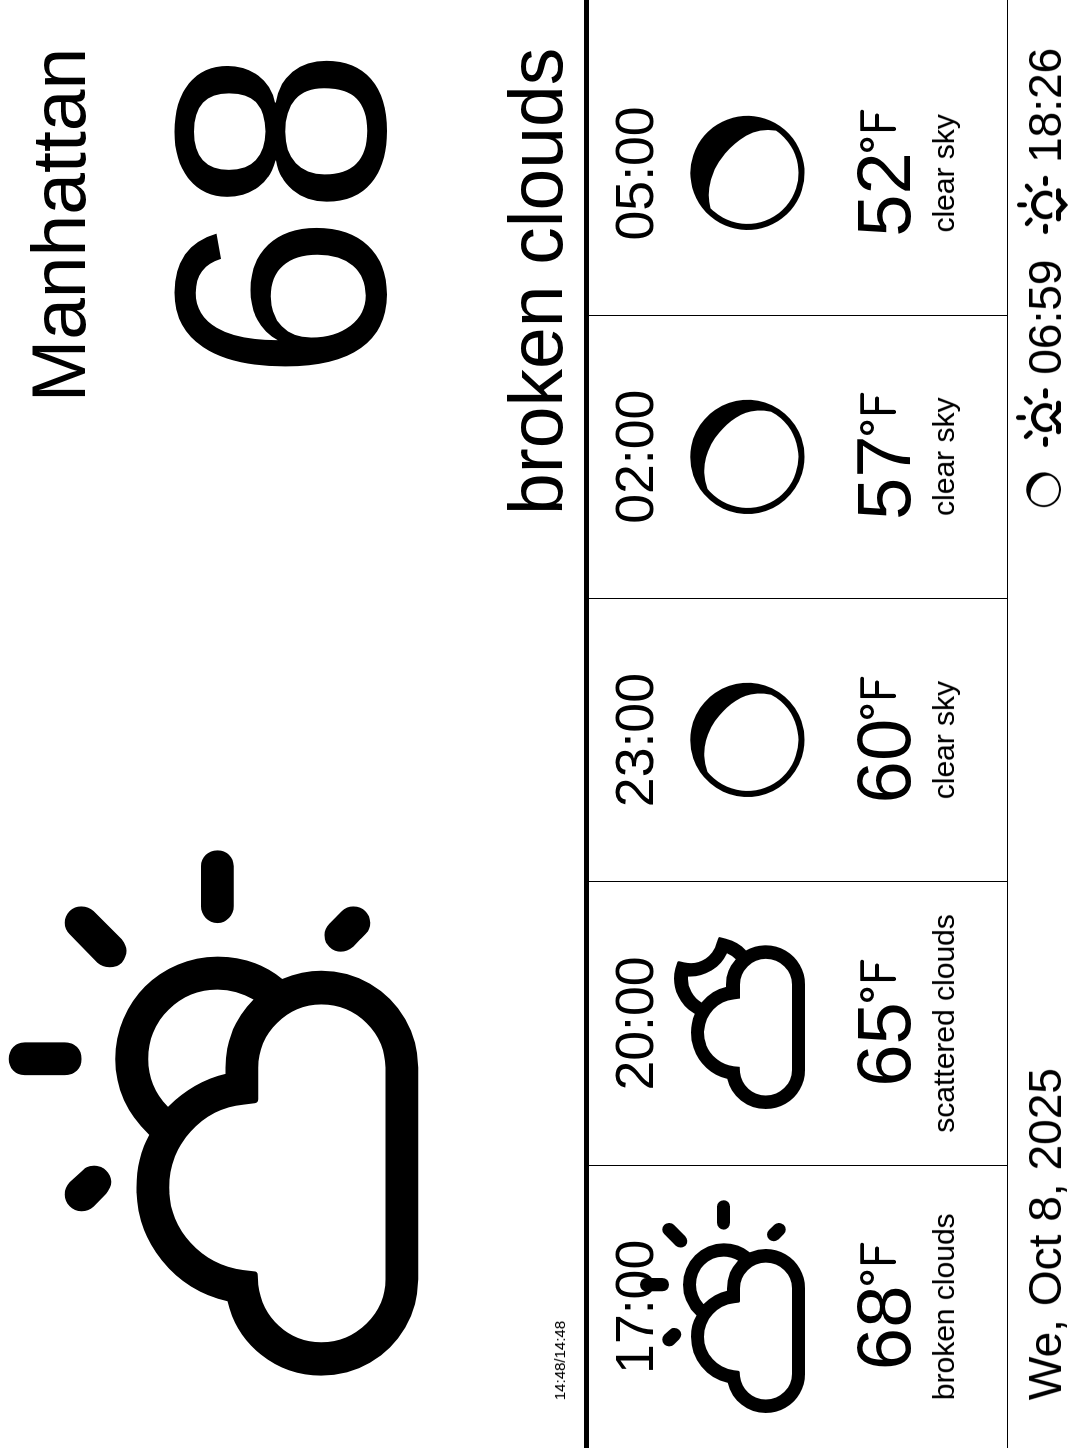 Manhattan
68
broken clouds
14:48/14:48
17:00
68°F
broken clouds
20:00
65°F
scattered clouds
23:00
60°F
clear sky
02:00
57°F
clear sky
05:00
52°F
clear sky
We, Oct 8, 2025 06:59 18:26